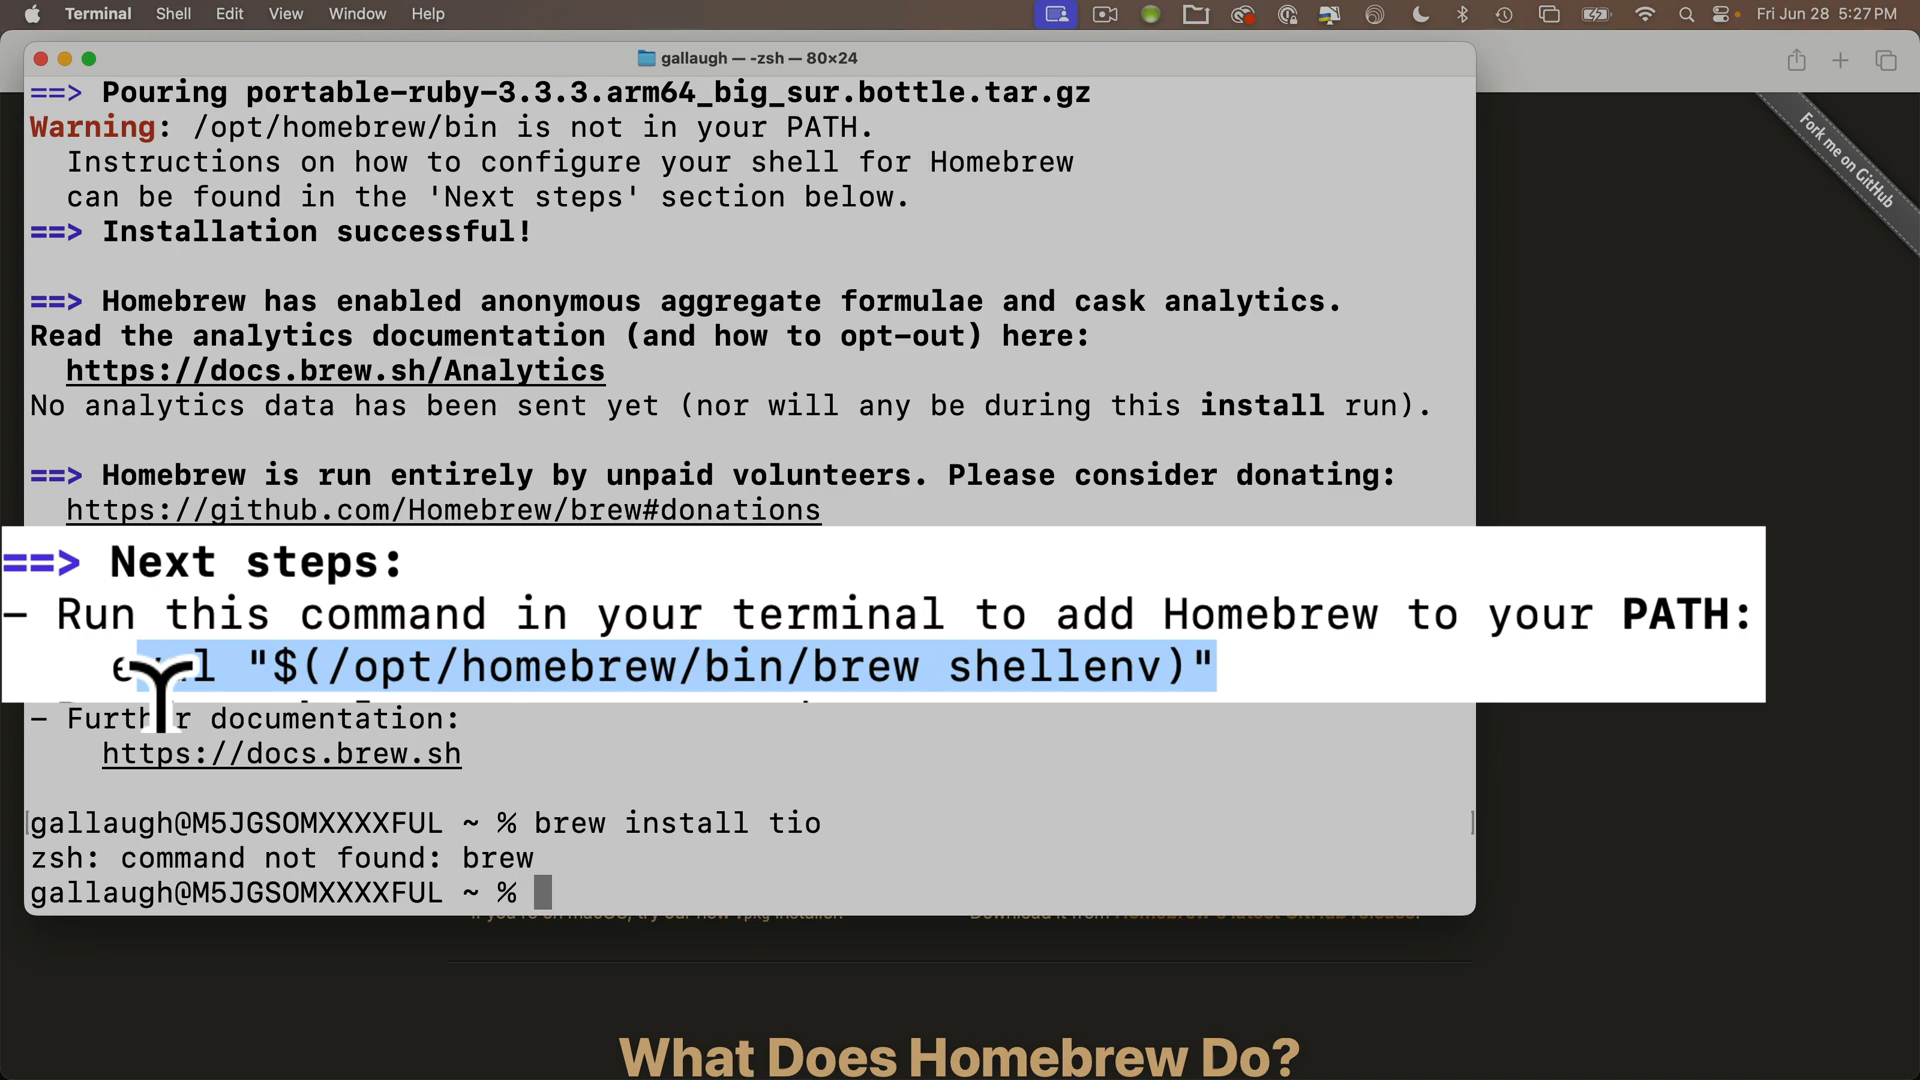 Terminal Shell Edit View Window Help Fri Jun 28 5:27 PM
gallaugh — -zsh — 80×24
==> Pouring portable-ruby-3.3.3.arm64_big_sur.bottle.tar.gz
Warning: /opt/homebrew/bin is not in your PATH.
Instructions on how to configure your shell for Homebrew
can be found in the 'Next steps' section below.
==> Installation successful!
Fork me on GitHub
==> Homebrew has enabled anonymous aggregate formulae and cask analytics.
Read the analytics documentation (and how to opt-out) here:
https://docs.brew.sh/Analytics
No analytics data has been sent yet (nor will any be during this install run).
==> Homebrew is run entirely by unpaid volunteers. Please consider donating:
https://github.com/Homebrew/brew#donations
==> Next steps:
- Run this command in your terminal to add Homebrew to your PATH:
eval "$(/opt/homebrew/bin/brew shellenv)"
- Further documentation:
https://docs.brew.sh
gallaugh@M5JGSOMXXXXFUL ~ % brew install tio
zsh: command not found: brew
gallaugh@M5JGSOMXXXXFUL ~ %
What Does Homebrew Do?